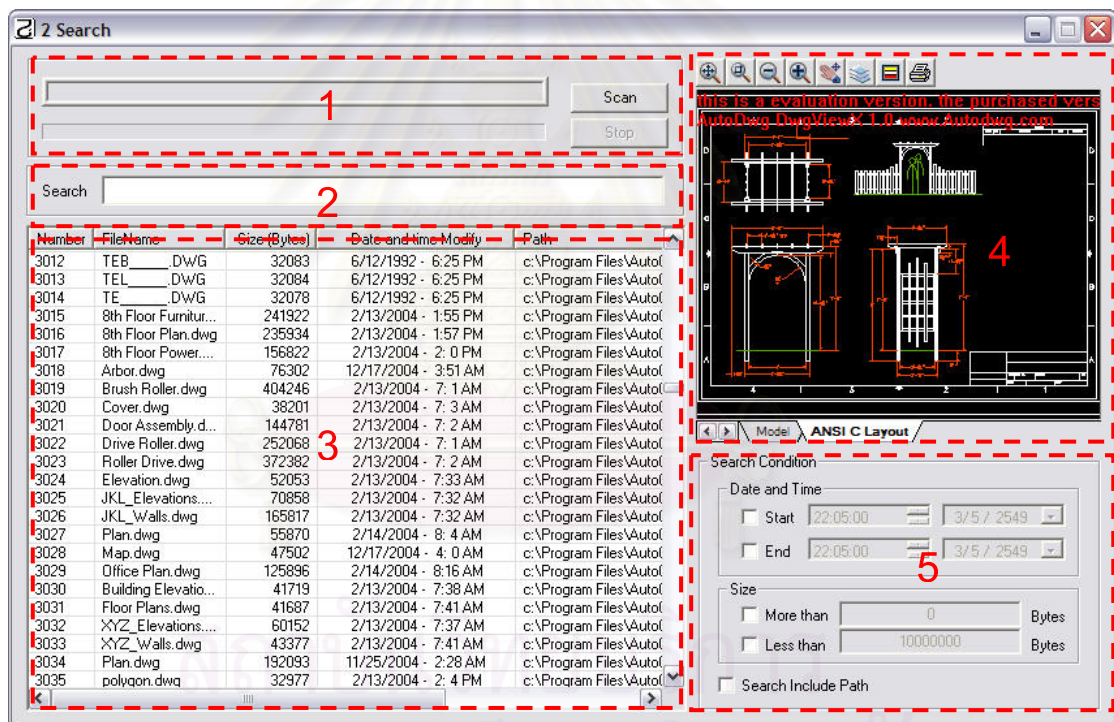 2 Search
1
Scan
Stop
Search
2
Number FileName Size (Bytes) Date and time Modify Path
3012 TEB_____.DWG 32083 6/12/1992 - 6:25 PM c:\Program Files\Auto
3013 TEL_____.DWG 32084 6/12/1992 - 6:25 PM c:\Program Files\Auto
3014 TE______.DWG 32078 6/12/1992 - 6:25 PM c:\Program Files\Auto
3015 8th Floor Furnitur... 241922 2/13/2004 - 1:55 PM c:\Program Files\Auto
3016 8th Floor Plan.dwg 235934 2/13/2004 - 1:57 PM c:\Program Files\Auto
3017 8th Floor Power.... 156822 2/13/2004 - 2: 0 PM c:\Program Files\Auto
3018 Arbor.dwg 76302 12/17/2004 - 3:51 AM c:\Program Files\Auto
3019 Brush Roller.dwg 404246 2/13/2004 - 7: 1 AM c:\Program Files\Auto
3020 Cover.dwg 38201 2/13/2004 - 7: 3 AM c:\Program Files\Auto
3021 Door Assembly.d... 144781 2/13/2004 - 7: 2 AM c:\Program Files\Auto
3022 Drive Roller.dwg 252068 2/13/2004 - 7: 1 AM c:\Program Files\Auto
3023 Roller Drive.dwg 372382 2/13/2004 - 7: 2 AM c:\Program Files\Auto
3
3024 Elevation.dwg 52053 2/13/2004 - 7:33 AM c:\Program Files\Auto
3025 JKL_Elevations.... 70858 2/13/2004 - 7:32 AM c:\Program Files\Auto
3026 JKL_Walls.dwg 165817 2/13/2004 - 7:32 AM c:\Program Files\Auto
3027 Plan.dwg 55870 2/14/2004 - 8: 4 AM c:\Program Files\Auto
3028 Map.dwg 47502 12/17/2004 - 4: 0 AM c:\Program Files\Auto
3029 Office Plan.dwg 125896 2/14/2004 - 8:16 AM c:\Program Files\Auto
3030 Building Elevatio... 41719 2/13/2004 - 7:38 AM c:\Program Files\Auto
3031 Floor Plans.dwg 41687 2/13/2004 - 7:41 AM c:\Program Files\Auto
3032 XYZ_Elevations.... 60152 2/13/2004 - 7:37 AM c:\Program Files\Auto
3033 XYZ_Walls.dwg 43377 2/13/2004 - 7:41 AM c:\Program Files\Auto
3034 Plan.dwg 192093 11/25/2004 - 2:28 AM c:\Program Files\Auto
3035 polygon.dwg 32977 2/13/2004 - 2: 4 PM c:\Program Files\Auto
this is a evaluation version, the purchased vers
AutoDwg DwgViewX 1.0 www.Autodwg.com
4
Model ANSI C Layout
Search Condition
Date and Time
Start 22:05:00 3/ 5 / 2549
End 22:05:00 3/ 5 / 2549
5
Size
More than 0 Bytes
Less than 10000000 Bytes
Search Include Path